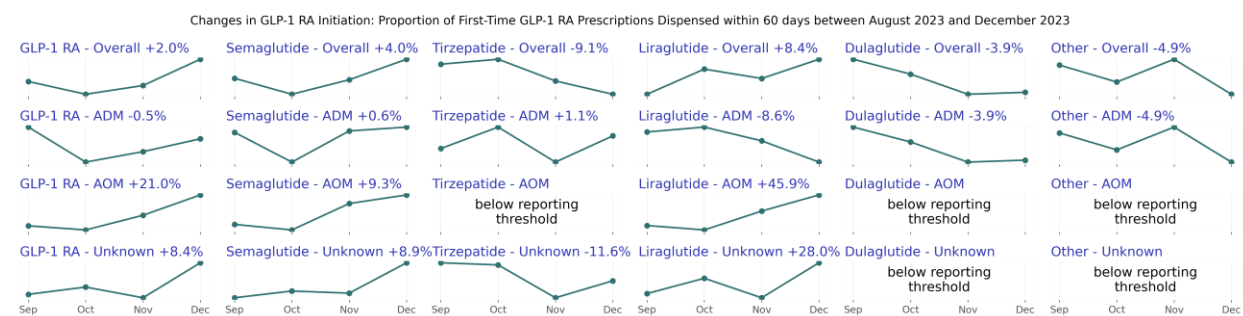 Changes in GLP-1 RA Initiation: Proportion of First-Time GLP-1 RA Prescriptions Dispensed within 60 days between August 2023 and December 2023
GLP-1 RA - Overall +2.0%
Semaglutide - Overall +4.0%
Tirzepatide - Overall -9.1%
Liraglutide - Overall +8.4%
Dulaglutide - Overall -3.9%
Other - Overall -4.9%
GLP-1 RA - ADM -0.5%
Semaglutide - ADM +0.6%
Tirzepatide - ADM +1.1%
Liraglutide - ADM -8.6%
Dulaglutide - ADM -3.9%
Other - ADM -4.9%
GLP-1 RA - AOM +21.0%
Semaglutide - AOM +9.3%
Tirzepatide - AOM
below reporting
threshold
Liraglutide - AOM +45.9%
Dulaglutide - AOM
below reporting
threshold
Other - AOM
below reporting
threshold
GLP-1 RA - Unknown +8.4%
Semaglutide - Unknown +8.9%
Tirzepatide - Unknown -11.6%
Liraglutide - Unknown +28.0%
Dulaglutide - Unknown
below reporting
threshold
Other - Unknown
below reporting
threshold
Sep Oct Nov Dec
Sep Oct Nov Dec
Sep Oct Nov Dec
Sep Oct Nov Dec
Sep Oct Nov Dec
Sep Oct Nov Dec